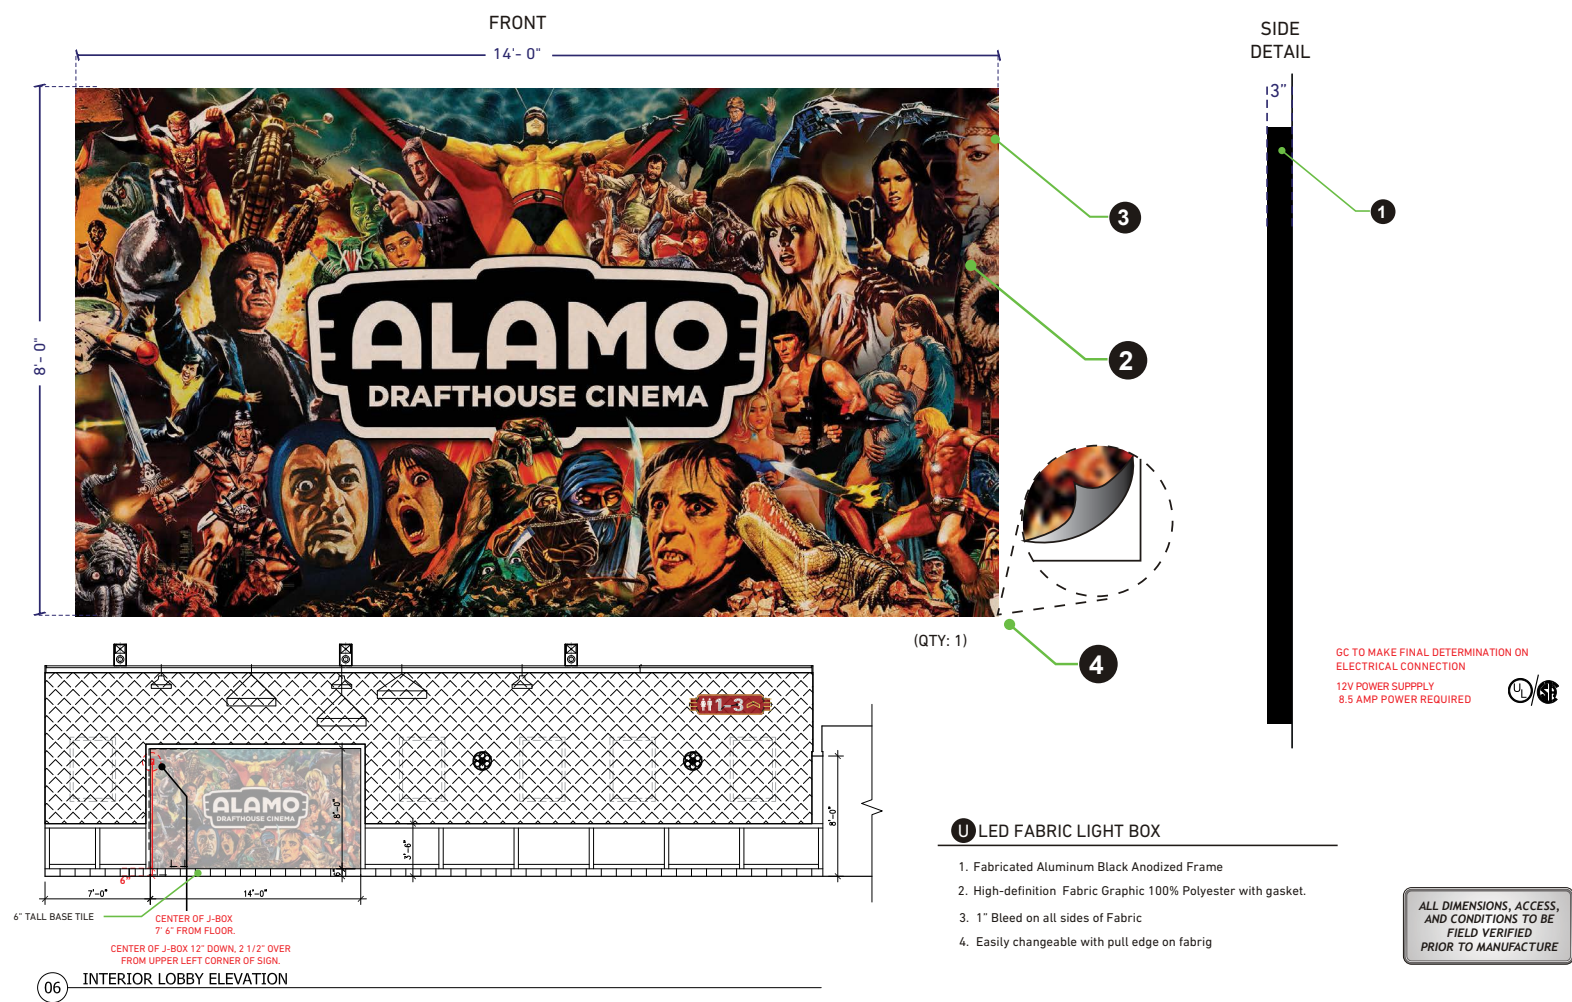 FRONT
14'- 0"
SIDE
DETAIL
3"
8'- 0"
ALAMO
DRAFTHOUSE CINEMA
1
2
3
4
(QTY: 1)
GC TO MAKE FINAL DETERMINATION ON
ELECTRICAL CONNECTION
12V POWER SUPPPLY
8.5 AMP POWER REQUIRED
UL
1-3
ALAMO
DRAFTHOUSE CINEMA
8'-0"
3'-6"
8'-0"
6"
6"
7'-0"
14'-0"
6" TALL BASE TILE
CENTER OF J-BOX
7' 6" FROM FLOOR.
CENTER OF J-BOX 12" DOWN, 2 1/2" OVER
FROM UPPER LEFT CORNER OF SIGN.
06 INTERIOR LOBBY ELEVATION
U LED FABRIC LIGHT BOX
1. Fabricated Aluminum Black Anodized Frame
2. High-definition Fabric Graphic 100% Polyester with gasket.
3. 1" Bleed on all sides of Fabric
4. Easily changeable with pull edge on fabrig
ALL DIMENSIONS, ACCESS,
AND CONDITIONS TO BE
FIELD VERIFIED
PRIOR TO MANUFACTURE